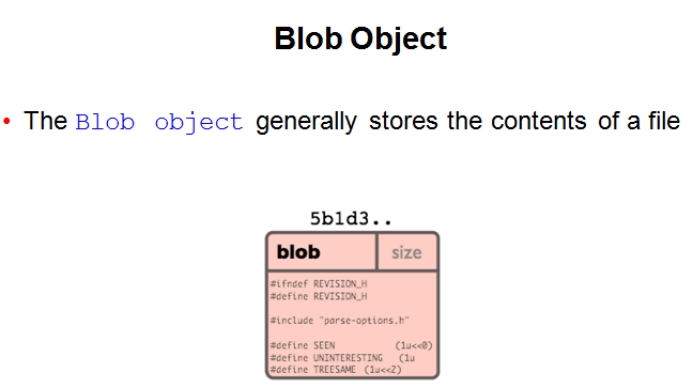 Blob Object
• The Blob object generally stores the contents of a file
5b1d3..
blob size
#ifndef REVISION_H
#define REVISION_H
#include "parse-options.h"
#define SEEN (1u<<0)
#define UNINTERESTING (1u
#define TREESAME (1u<<2)